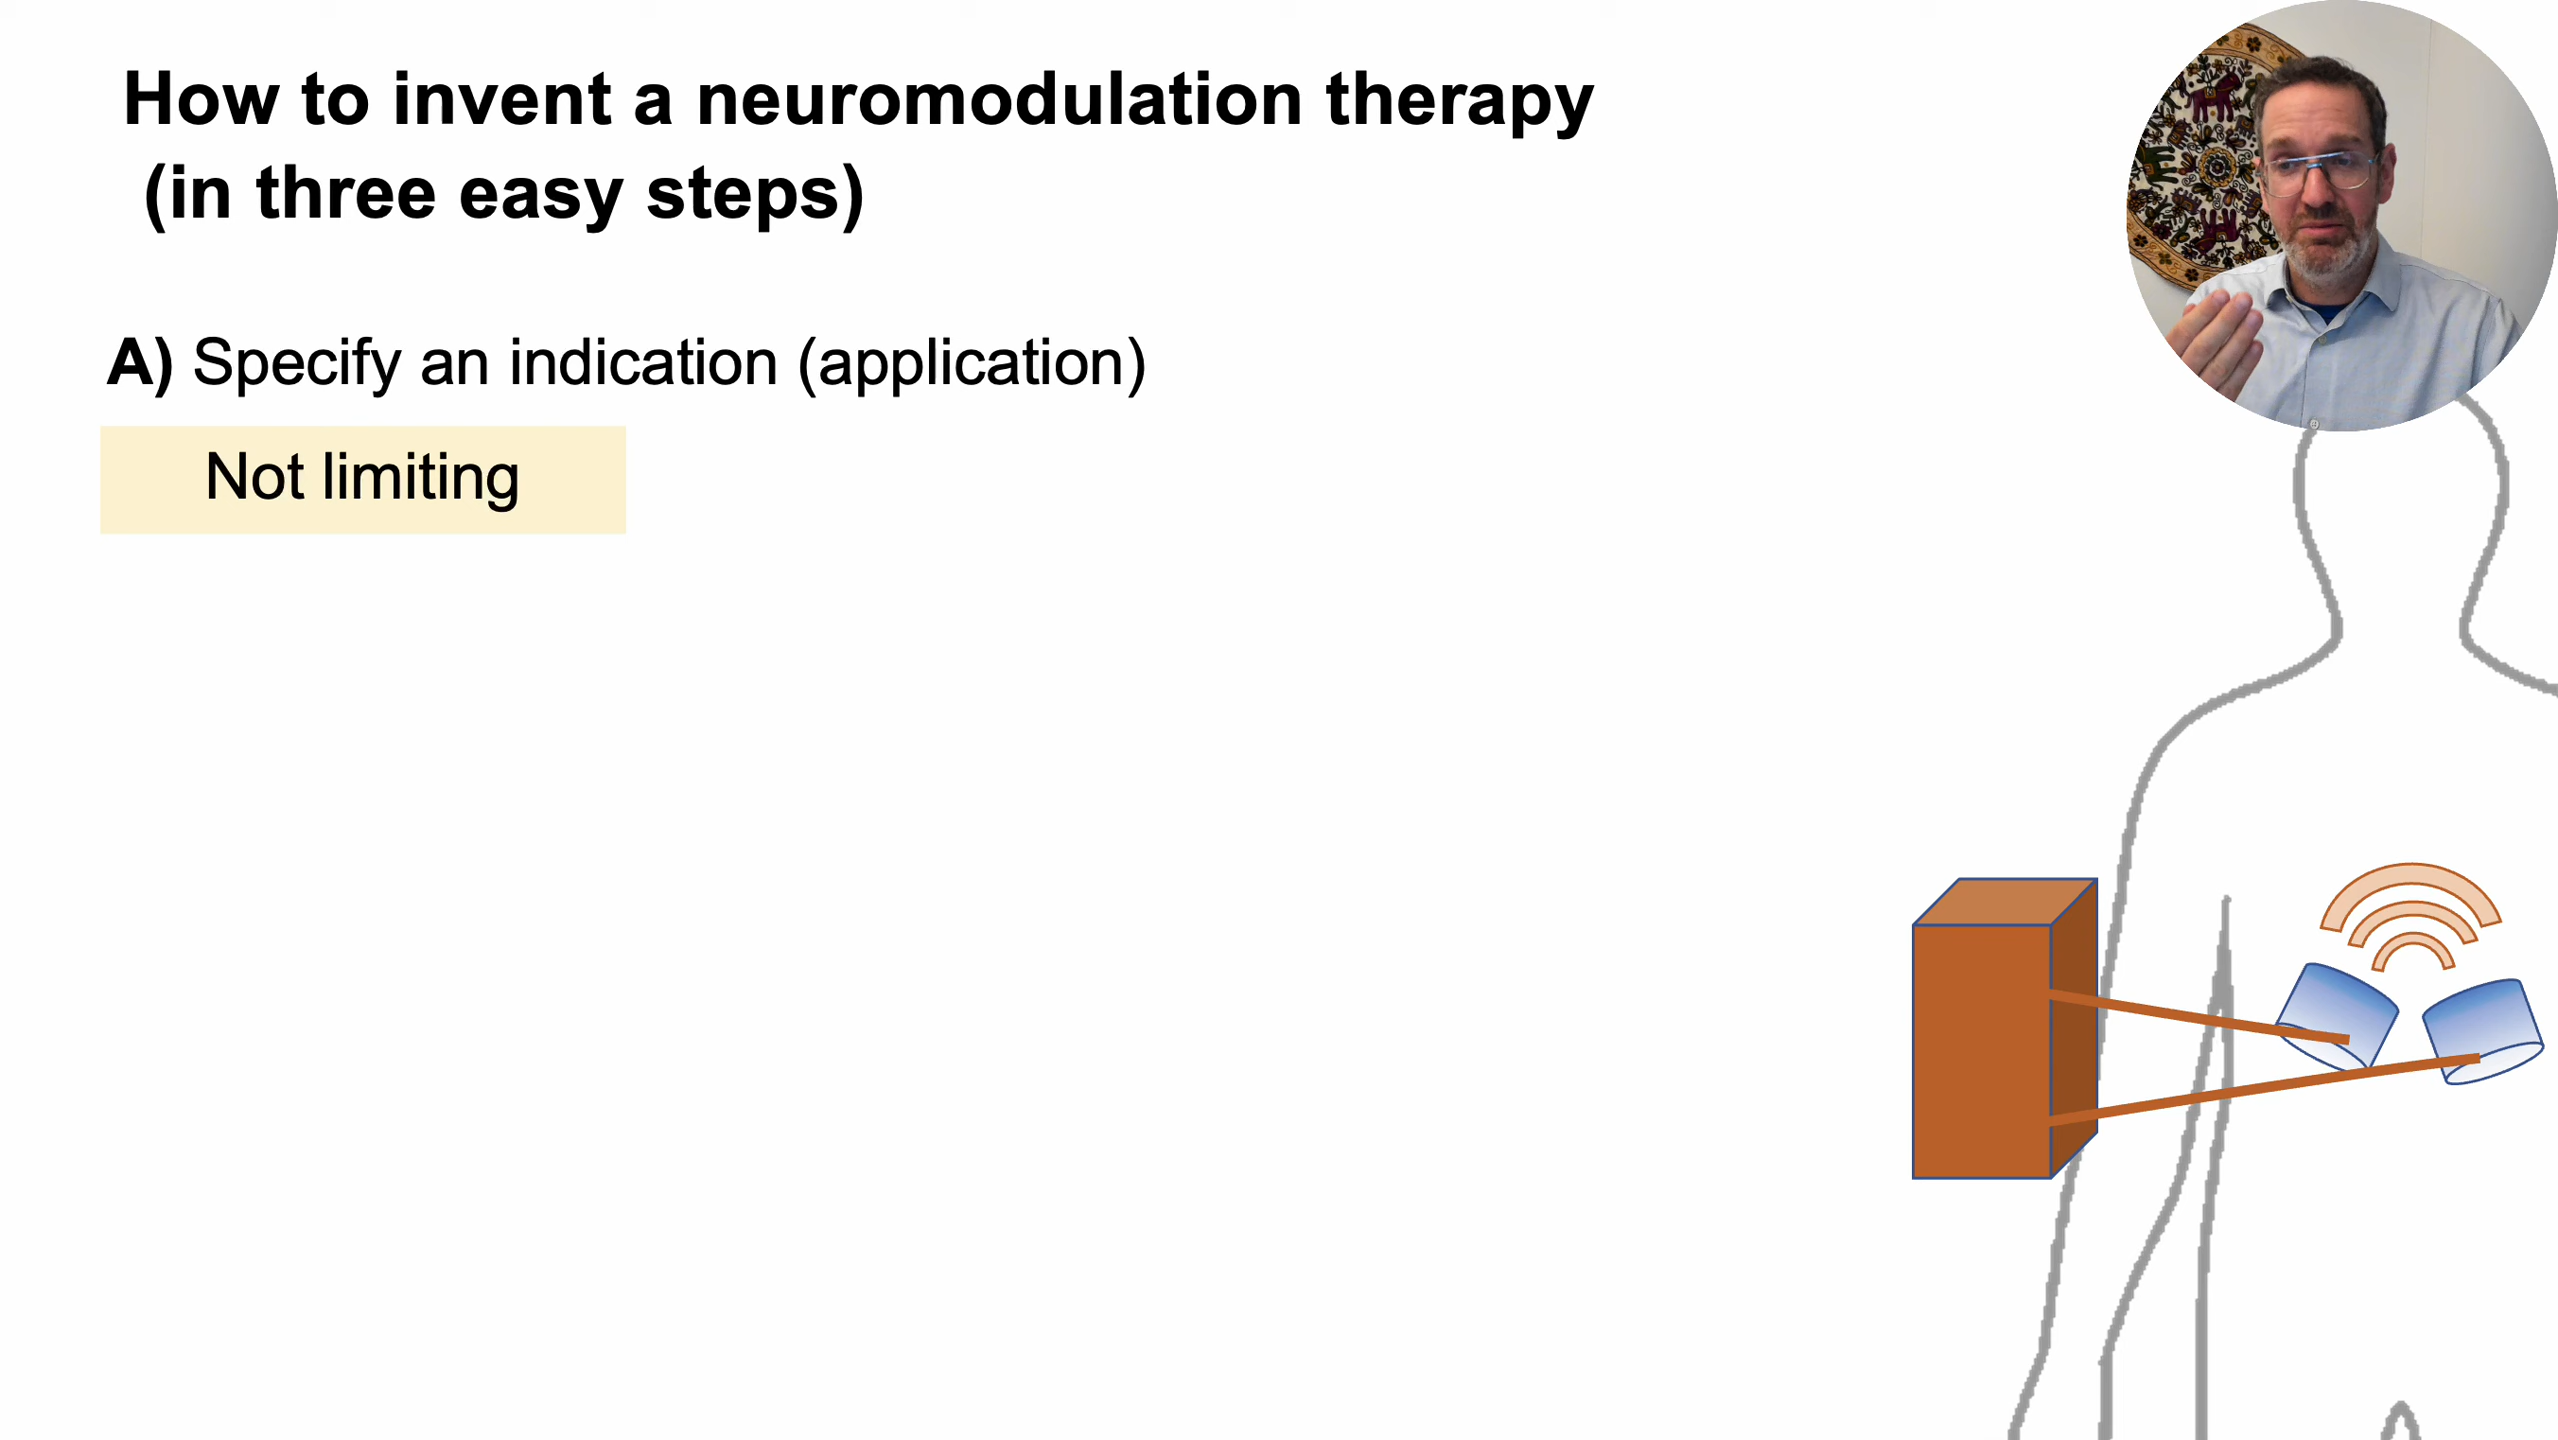 How to invent a neuromodulation therapy
(in three easy steps)
A) Specify an indication (application)
Not limiting